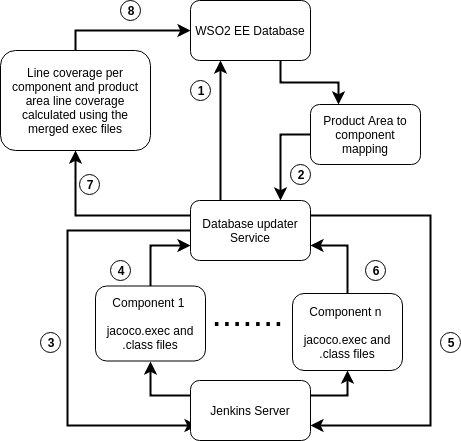 8
WSO2 EE Database
Line coverage per
component and product
area line coverage
calculated using the
merged exec files
1
Product Area to
component
mapping
2
7
Database updater
Service
4
6
Component 1
jacoco.exec and
.class files
.......
Component n
jacoco.exec and
.class files
3
5
Jenkins Server